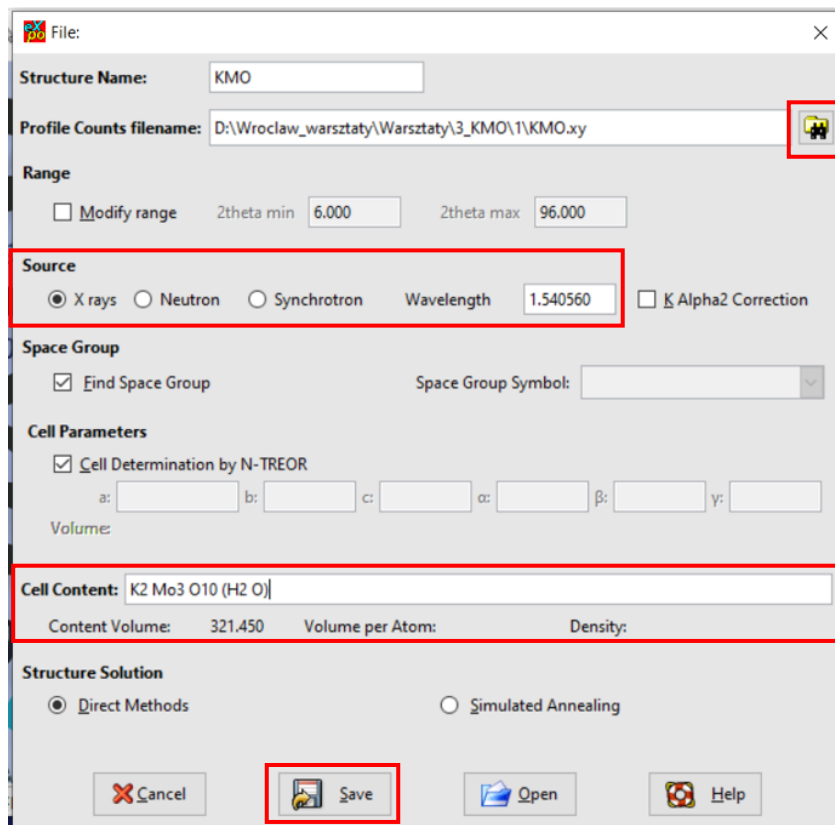 expo File:
Structure Name: KMO
Profile Counts filename: D:\Wroclaw_warsztaty\Warsztaty\3_KMO\1\KMO.xy
Range
Modify range 2theta min 6.000 2theta max 96.000
Source
X rays Neutron Synchrotron Wavelength 1.540560 K Alpha2 Correction
Space Group
Find Space Group Space Group Symbol:
Cell Parameters
Cell Determination by N-TREOR
a: b: c: α: β: γ:
Volume:
Cell Content: K2 Mo3 O10 (H2 O)
Content Volume: 321.450 Volume per Atom: Density:
Structure Solution
Direct Methods Simulated Annealing
Cancel Save Open Help